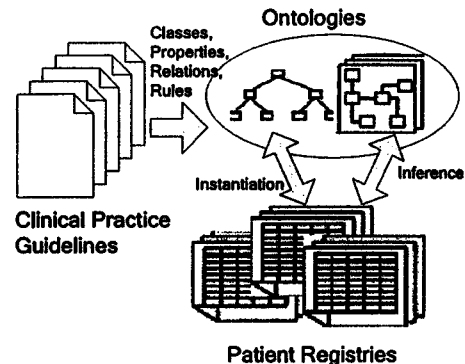 Ontologies
Classes,
Properties,
Relations,
Rules
Instantiation
Inference
Clinical Practice
Guidelines
Patient Registries